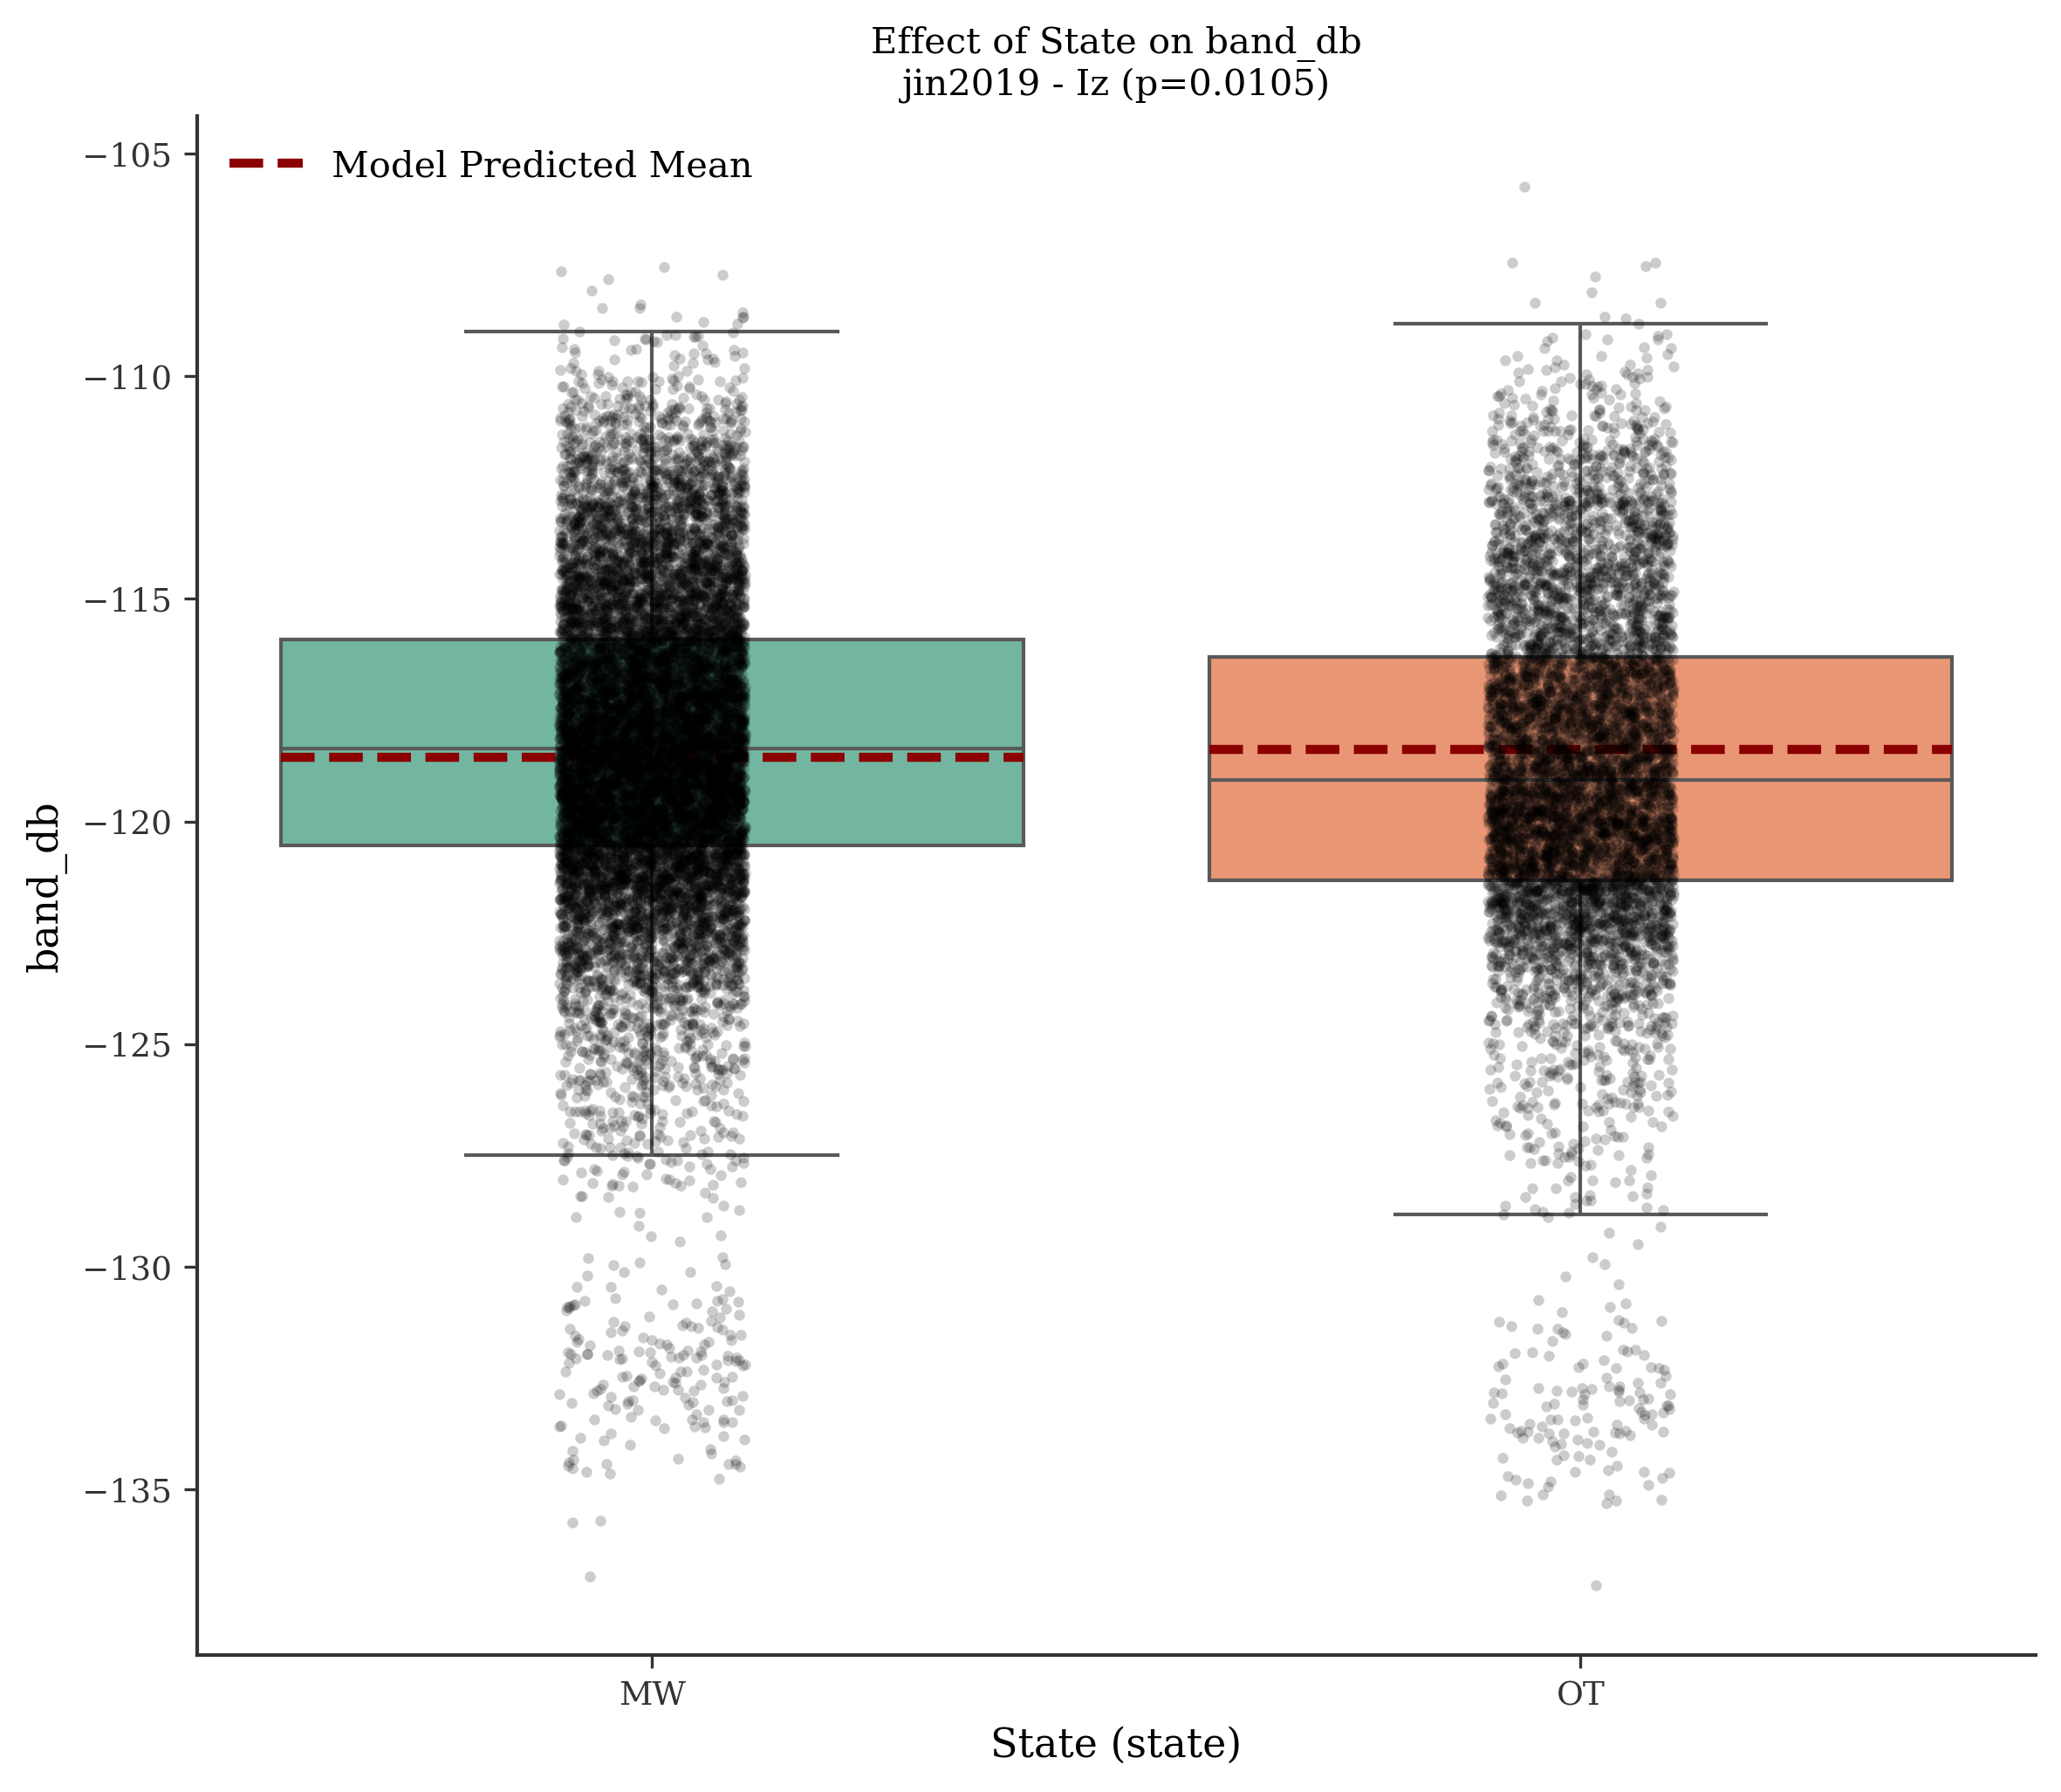 Effect of State on band_db
jin2019 - Iz (p=0.0105)
Model Predicted Mean
−105
−110
−115
−120
−125
−130
−135
band_db
MW
OT
State (state)